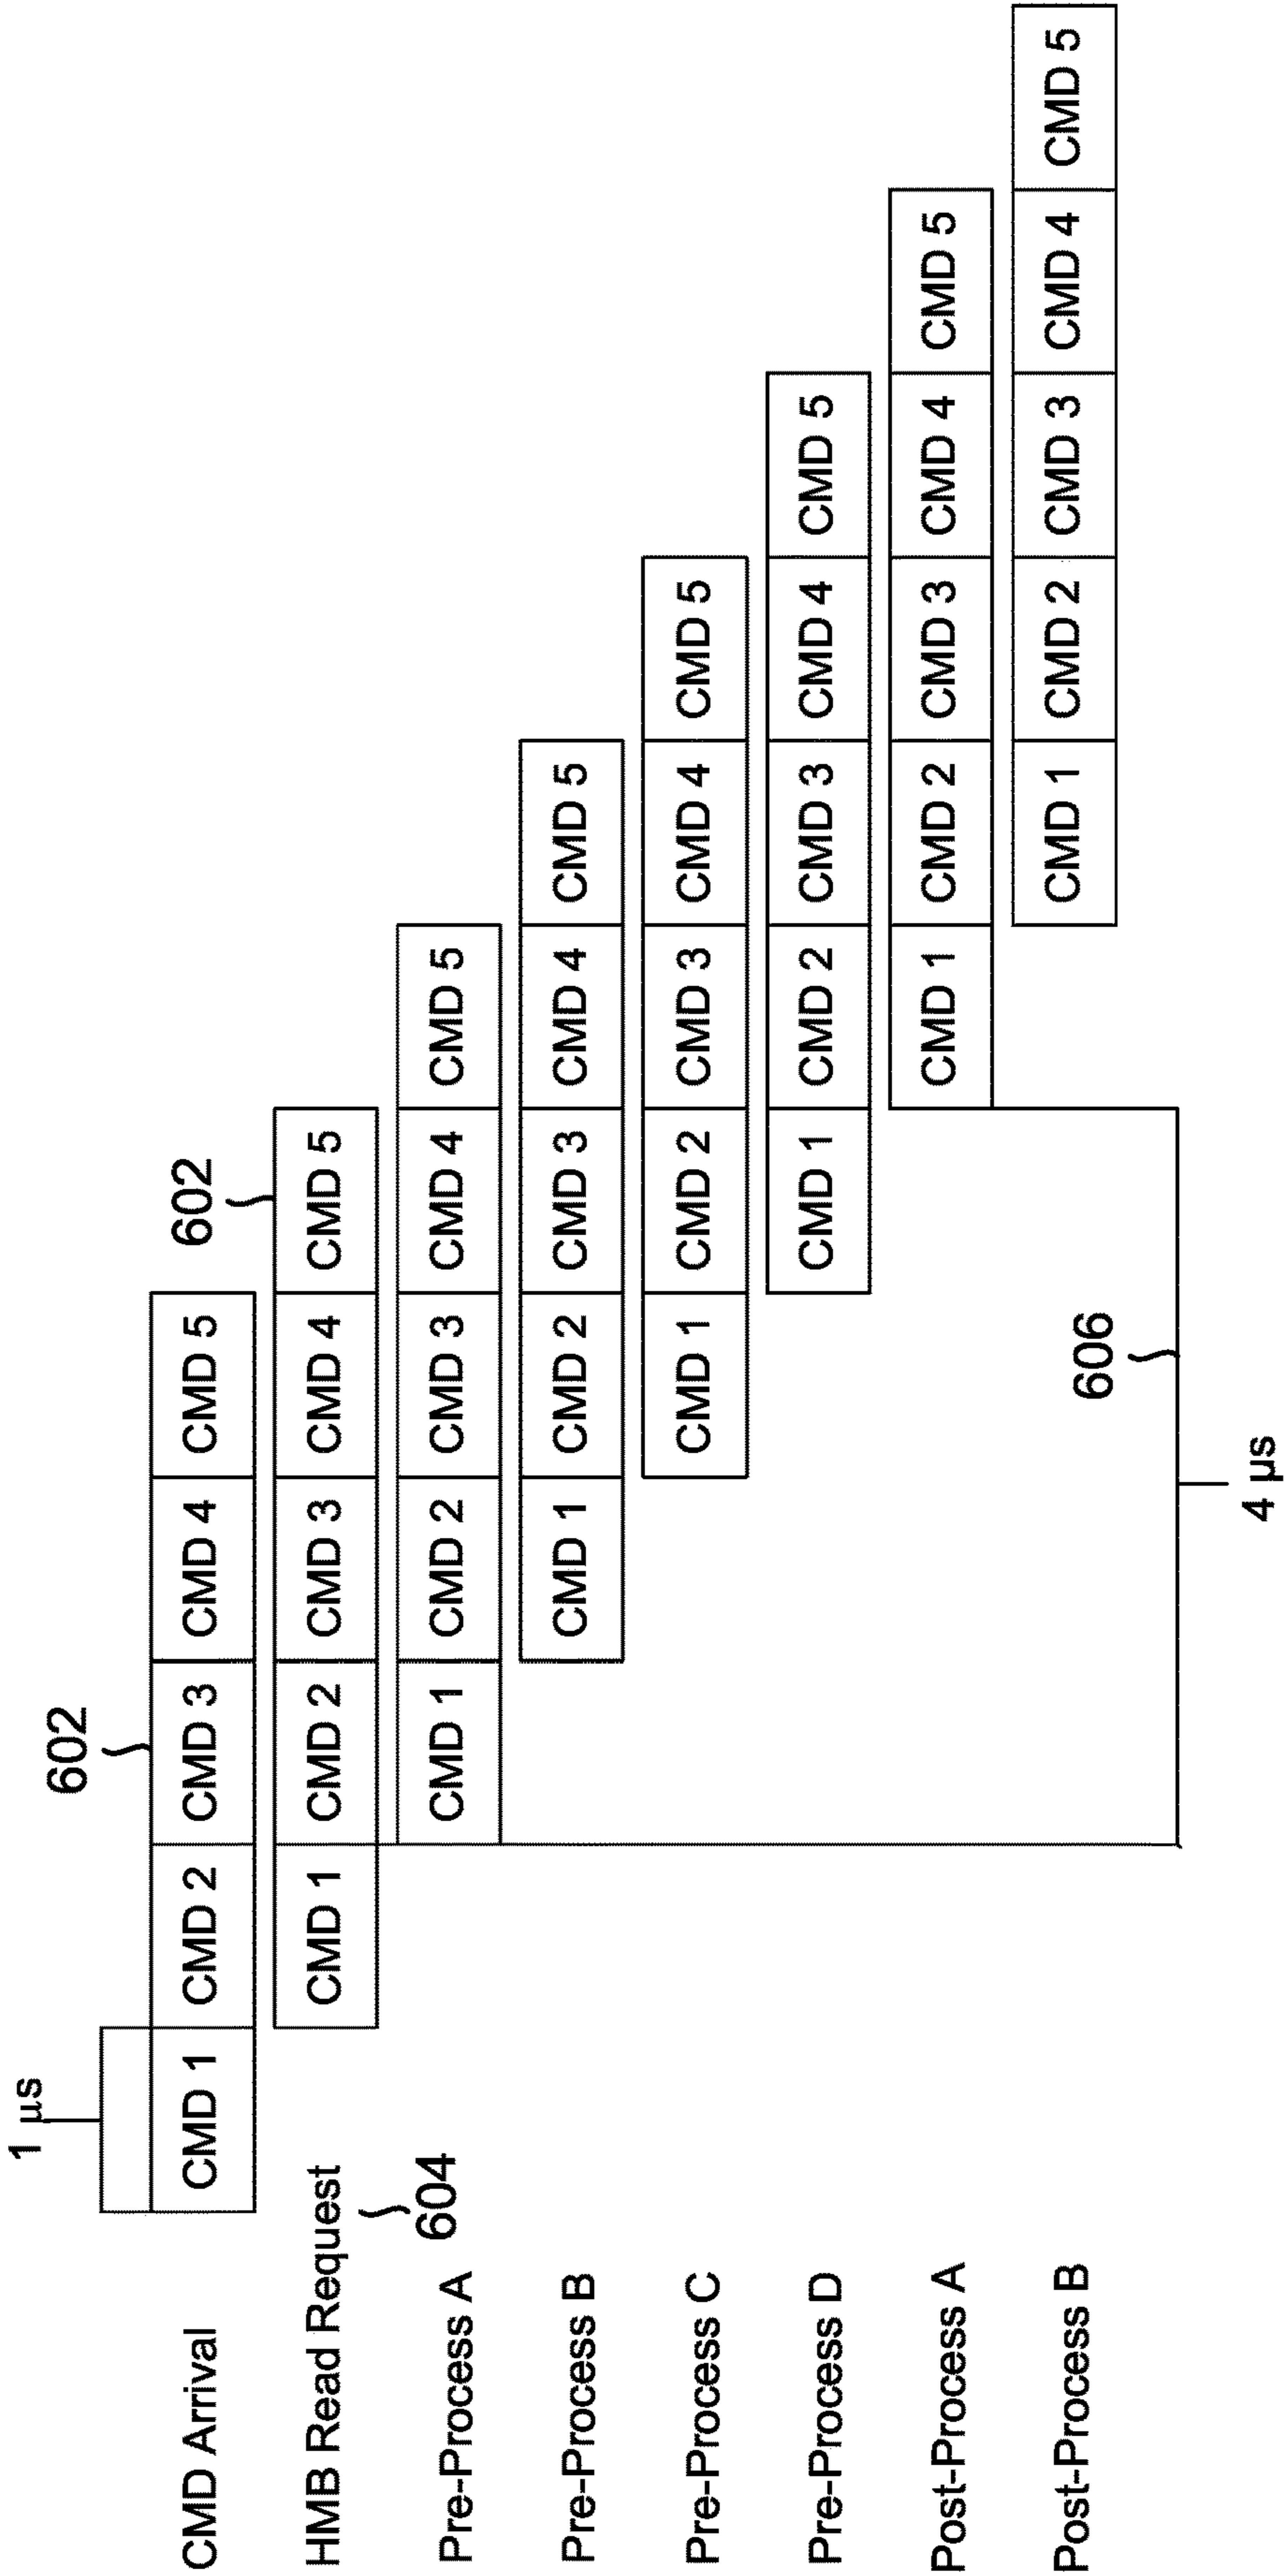 1 µs
602
CMD Arrival CMD 1 CMD 2 CMD 3 CMD 4 CMD 5
602
HMB Read Request CMD 1 CMD 2 CMD 3 CMD 4 CMD 5
604
Pre-Process A CMD 1 CMD 2 CMD 3 CMD 4 CMD 5
Pre-Process B CMD 1 CMD 2 CMD 3 CMD 4 CMD 5
Pre-Process C CMD 1 CMD 2 CMD 3 CMD 4 CMD 5
Pre-Process D CMD 1 CMD 2 CMD 3 CMD 4 CMD 5
Post-Process A CMD 1 CMD 2 CMD 3 CMD 4 CMD 5
Post-Process B CMD 1 CMD 2 CMD 3 CMD 4 CMD 5
606
4 µs